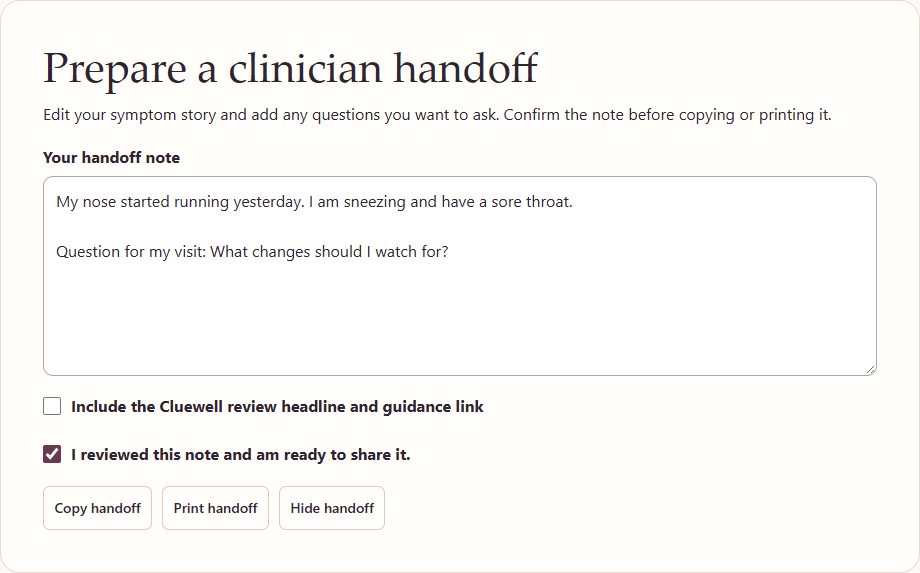 Prepare a clinician handoff
Edit your symptom story and add any questions you want to ask. Confirm the note before copying or printing it.
Your handoff note
My nose started running yesterday. I am sneezing and have a sore throat.
Question for my visit: What changes should I watch for?
Include the Cluewell review headline and guidance link
I reviewed this note and am ready to share it.
Copy handoff
Print handoff
Hide handoff